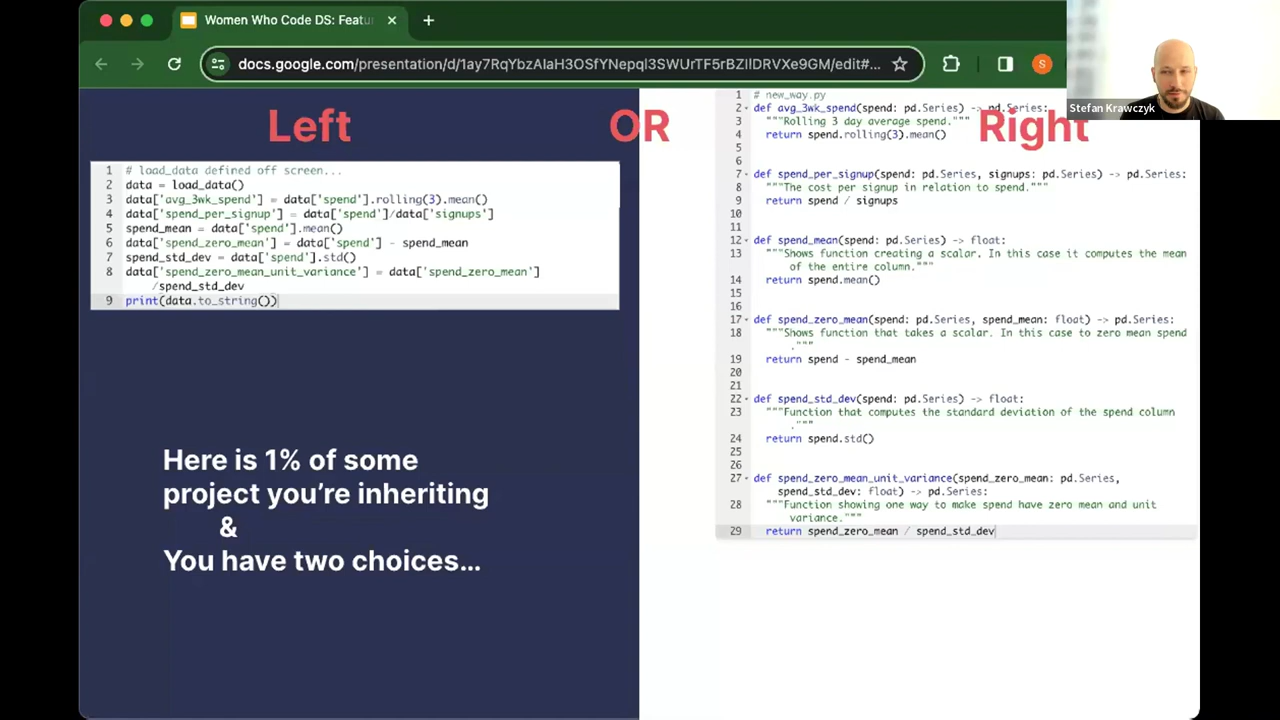 Women Who Code DS: Featu
docs.google.com/presentation/d/1ay7RqYbzAIaH3OSfYNepql3SWUrTF5rBZIlDRVXe9GM/edit#...
S
Stefan Krawczyk
Left
OR
Right
1 # load_data defined off screen...
2 data = load_data()
3 data['avg_3wk_spend'] = data['spend'].rolling(3).mean()
4 data['spend_per_signup'] = data['spend']/data['signups']
5 spend_mean = data['spend'].mean()
6 data['spend_zero_mean'] = data['spend'] - spend_mean
7 spend_std_dev = data['spend'].std()
8 data['spend_zero_mean_unit_variance'] = data['spend_zero_mean']
/spend_std_dev
9 print(data.to_string())
Here is 1% of some
project you're inheriting
&
You have two choices...
1 # new_way.py
2 def avg_3wk_spend(spend: pd.Series) -> pd.Series:
3 """Rolling 3 day average spend."""
4 return spend.rolling(3).mean()
5
6
7 def spend_per_signup(spend: pd.Series, signups: pd.Series) -> pd.Series:
8 """The cost per signup in relation to spend."""
9 return spend / signups
10
11
12 def spend_mean(spend: pd.Series) -> float:
13 """Shows function creating a scalar. In this case it computes the mean
of the entire column."""
14 return spend.mean()
15
16
17 def spend_zero_mean(spend: pd.Series, spend_mean: float) -> pd.Series:
18 """Shows function that takes a scalar. In this case to zero mean spend
."""
19 return spend - spend_mean
20
21
22 def spend_std_dev(spend: pd.Series) -> float:
23 """Function that computes the standard deviation of the spend column
."""
24 return spend.std()
25
26
27 def spend_zero_mean_unit_variance(spend_zero_mean: pd.Series,
spend_std_dev: float) -> pd.Series:
28 """Function showing one way to make spend have zero mean and unit
variance."""
29 return spend_zero_mean / spend_std_dev